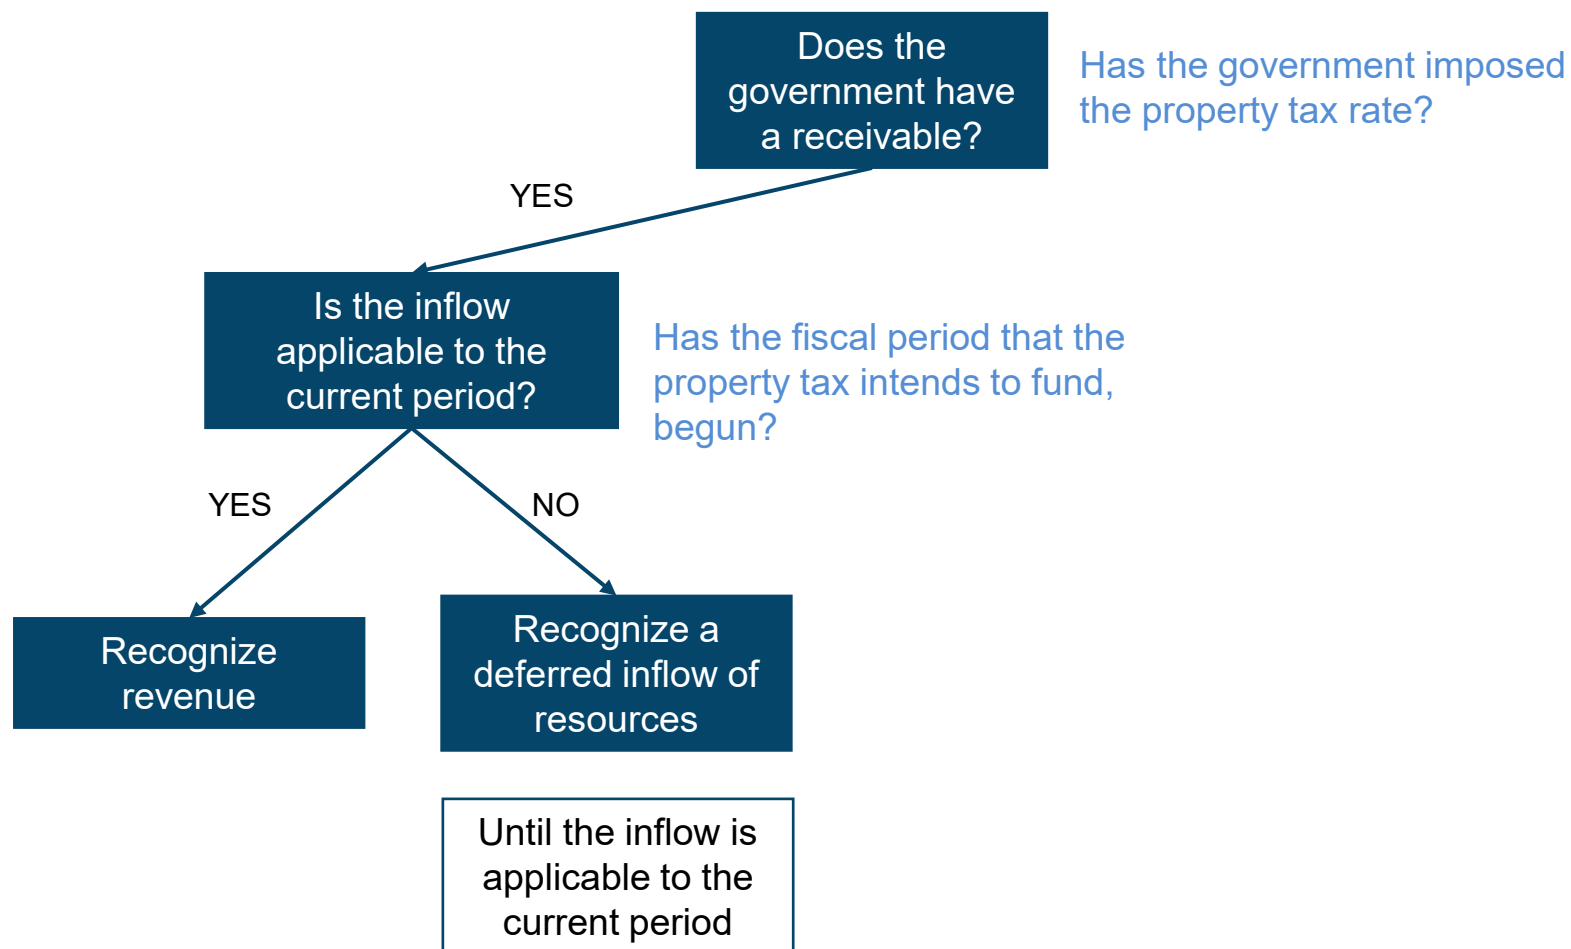 Does the
government have
a receivable?
Has the government imposed
the property tax rate?
YES
Is the inflow
applicable to the
current period?
Has the fiscal period that the
property tax intends to fund,
begun?
YES
NO
Recognize
revenue
Recognize a
deferred inflow of
resources
Until the inflow is
applicable to the
current period